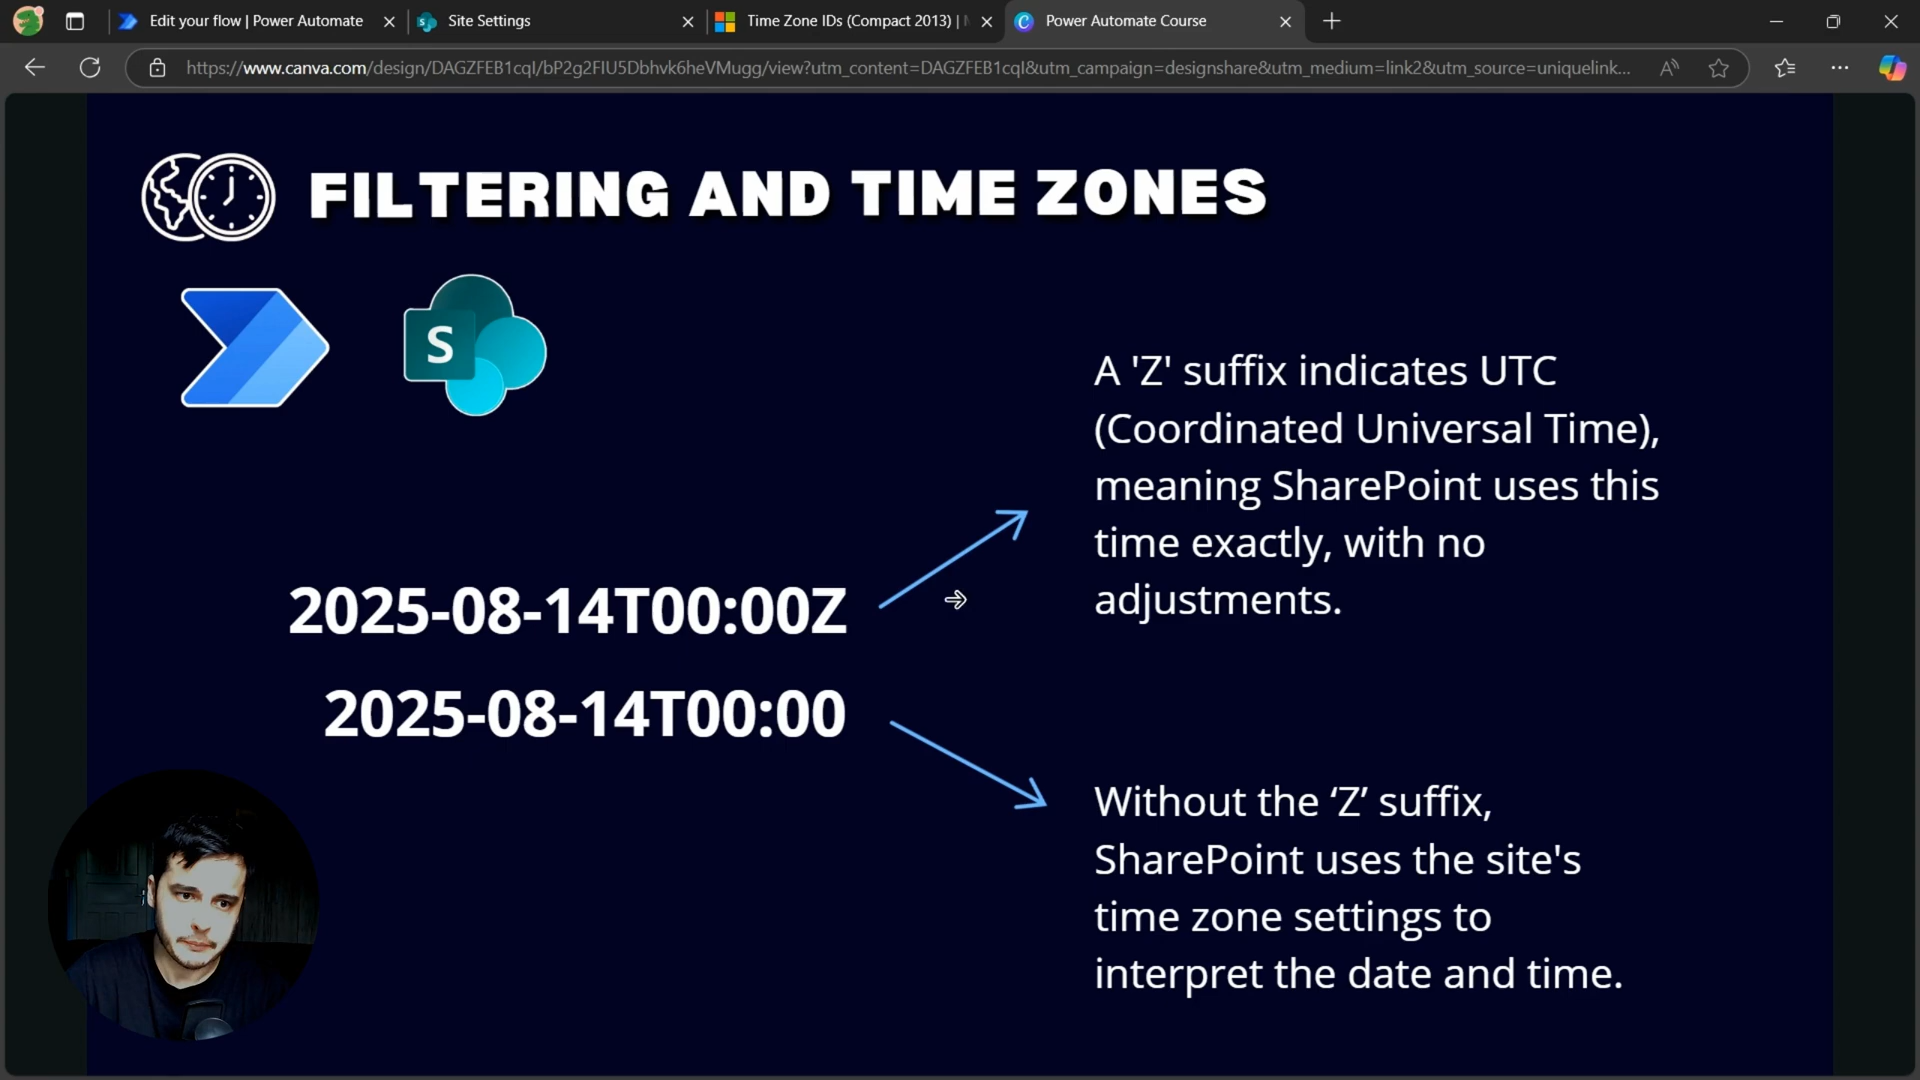 Edit your flow | Power Automate
Site Settings
Time Zone IDs (Compact 2013) |
Power Automate Course
https://www.canva.com/design/DAGZFEB1cqI/bP2g2FIU5Dbhvk6heVMugg/view?utm_content=DAGZFEB1cqI&utm_campaign=designshare&utm_medium=link2&utm_source=uniquelink...
FILTERING AND TIME ZONES
S
A 'Z' suffix indicates UTC
(Coordinated Universal Time),
meaning SharePoint uses this
time exactly, with no
adjustments.
2025-08-14T00:00Z
2025-08-14T00:00
Without the ‘Z’ suffix,
SharePoint uses the site's
time zone settings to
interpret the date and time.